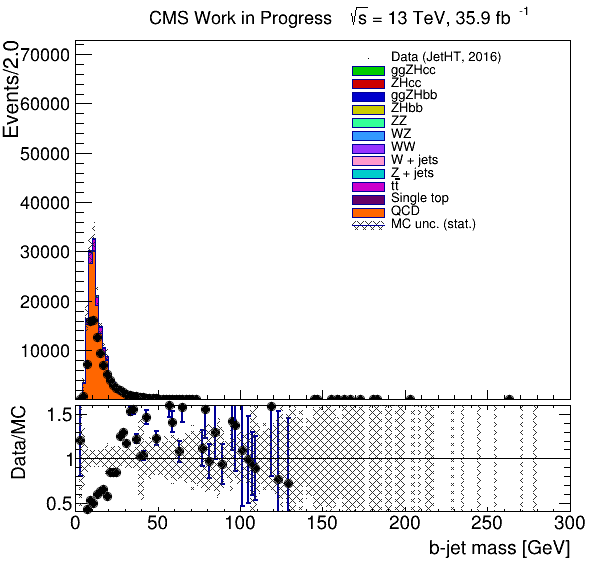 CMS Work in Progress √s = 13 TeV, 35.9 fb⁻¹
Events/2.0
70000
60000
50000
40000
30000
20000
10000
Data (JetHT, 2016)
ggZHcc
ZHcc
ggZHbb
ZHbb
ZZ
WZ
WW
W + jets
Z + jets
tt̅
Single top
QCD
MC unc. (stat.)
Data/MC
1.5
1
0.5
0 50 100 150 200 250 300
b-jet mass [GeV]